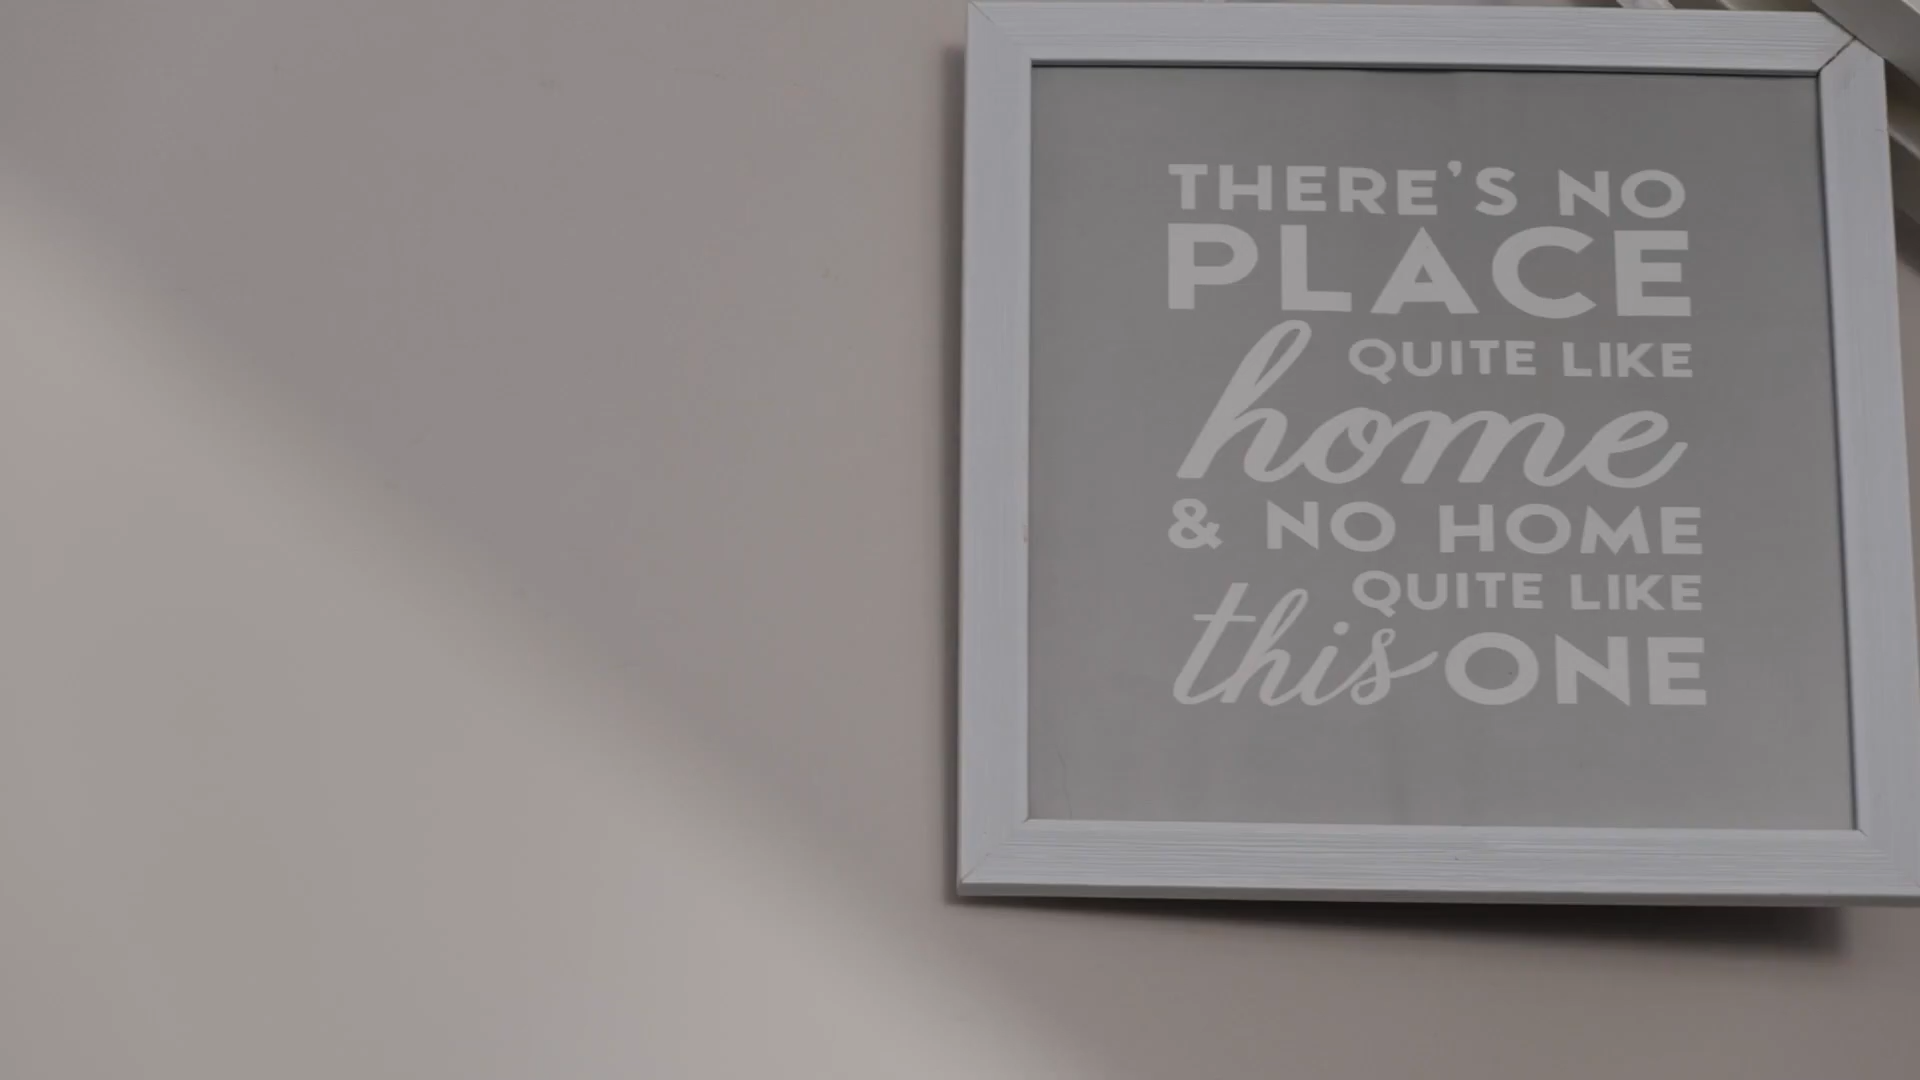 THERE'S NO
PLACE
QUITE LIKE
home
& NO HOME
QUITE LIKE
this ONE